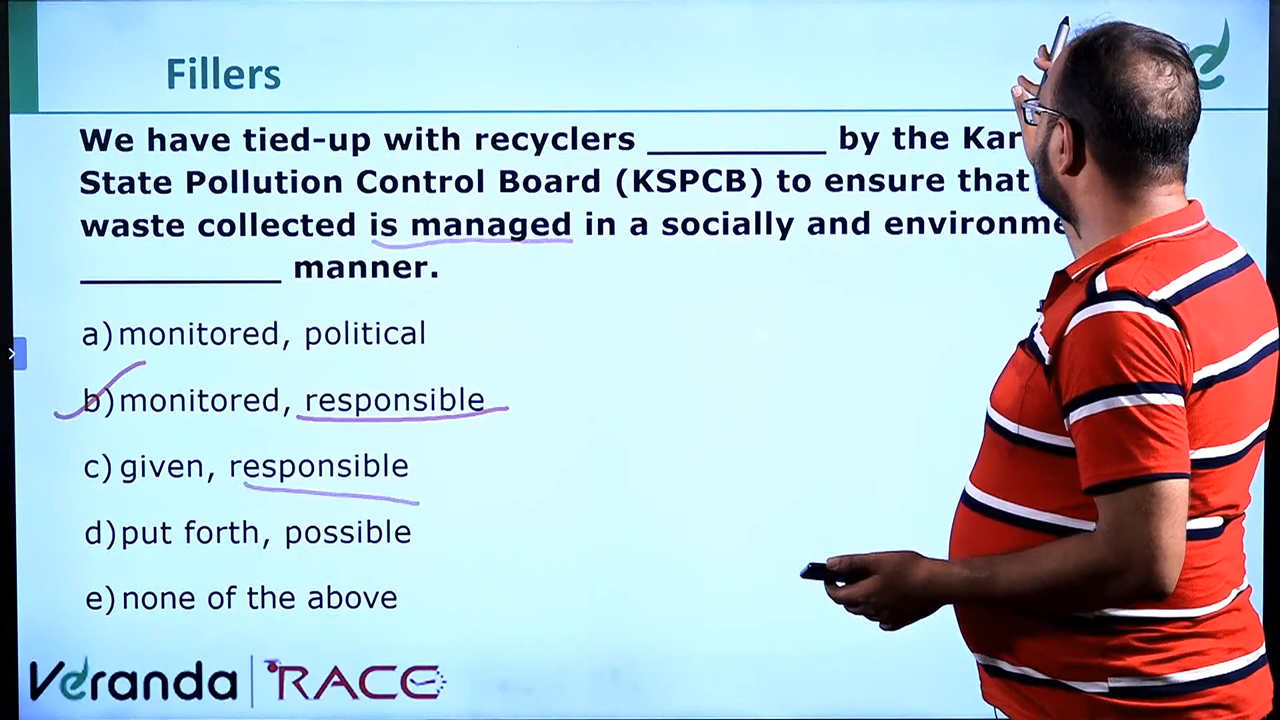 Fillers
We have tied-up with recyclers __________ by the Kar
State Pollution Control Board (KSPCB) to ensure that
waste collected is managed in a socially and environme
___________ manner.
a) monitored, political
b) monitored, responsible
c) given, responsible
d) put forth, possible
e) none of the above
Veranda RACE